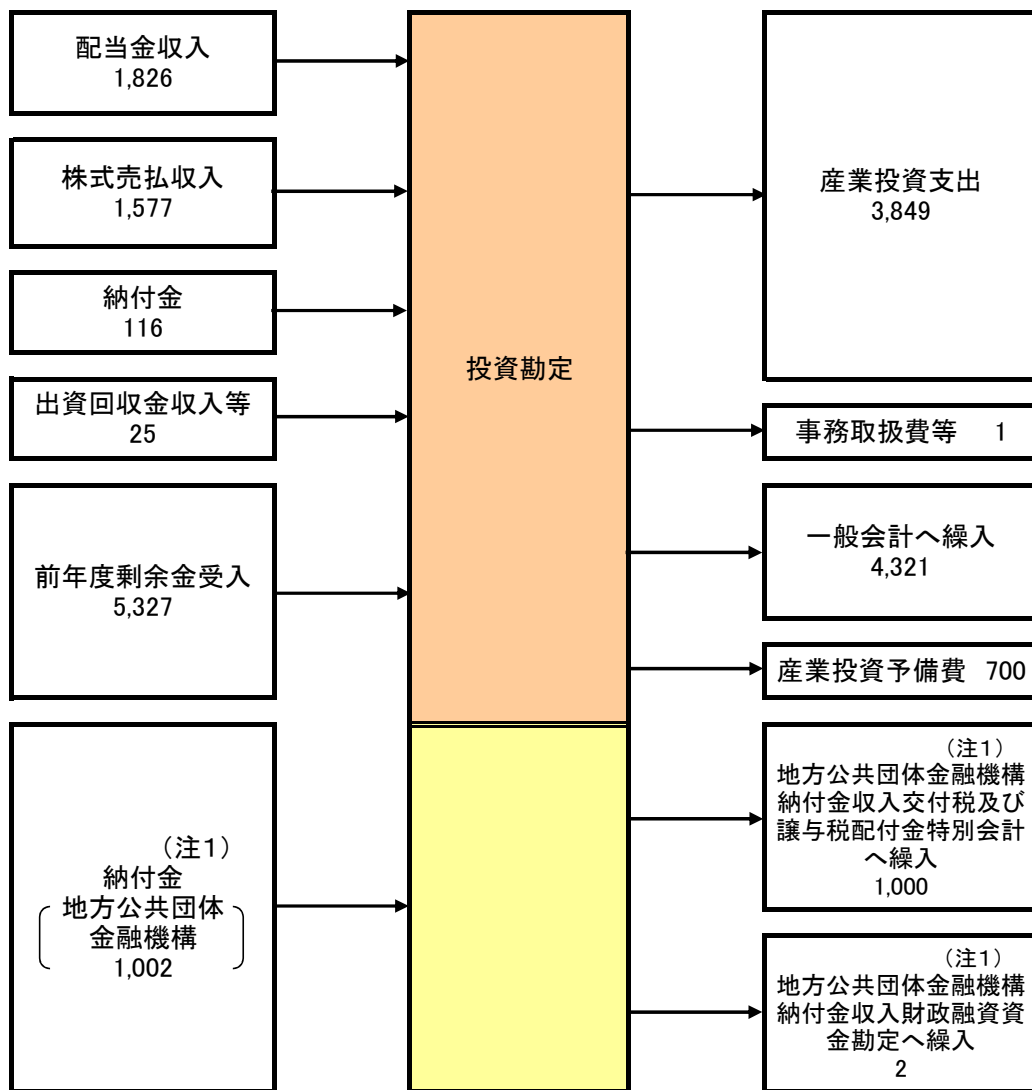 配当金収入
1,826
株式売払収入
1,577
納付金
116
出資回収金収入等
25
前年度剰余金受入
5,327
(注1)
納付金
地方公共団体
金融機構
1,002
投資勘定
産業投資支出
3,849
事務取扱費等 1
一般会計へ繰入
4,321
産業投資予備費 700
(注1)
地方公共団体金融機構
納付金収入交付税及び
譲与税配付金特別会計
へ繰入
1,000
(注1)
地方公共団体金融機構
納付金収入財政融資資
金勘定へ繰入
2